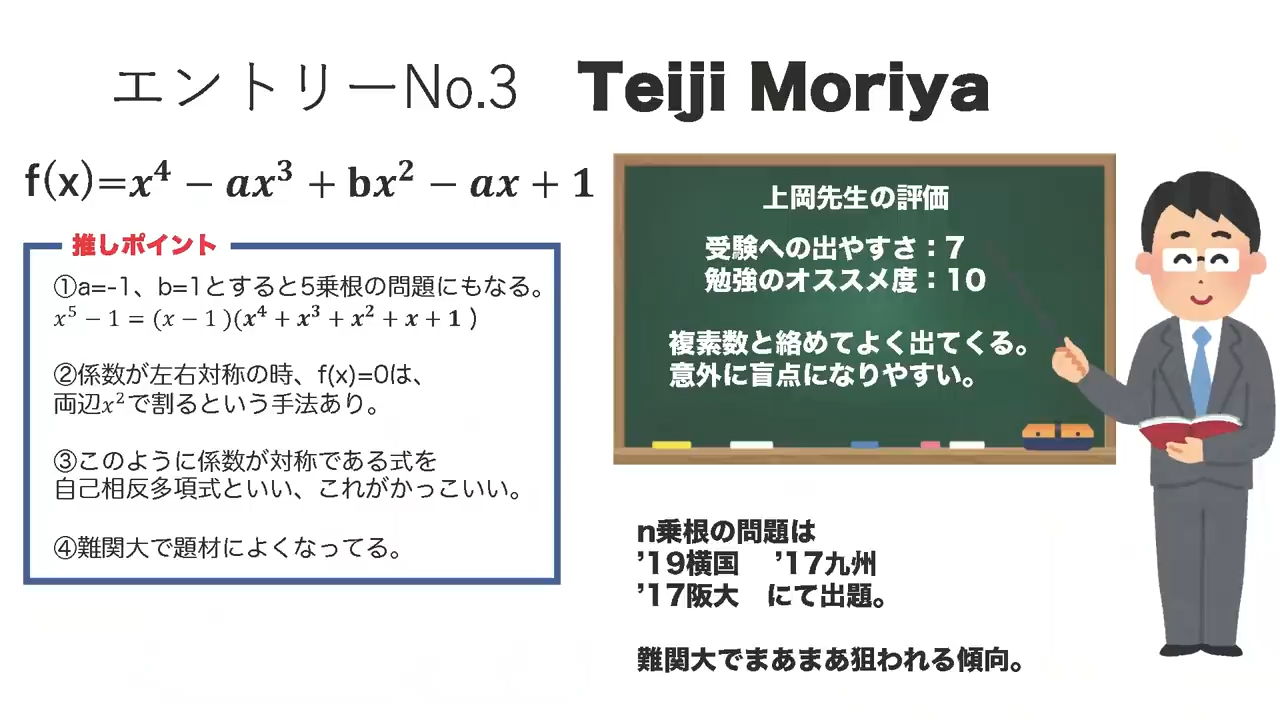 エントリーNo.3 Teiji Moriya
f(x)=x⁴ − ax³ + bx² − ax + 1
推しポイント
①a=-1、b=1とすると5乗根の問題にもなる。
x⁵ − 1 = (x − 1)(x⁴ + x³ + x² + x + 1)
②係数が左右対称の時、f(x)=0は、
両辺x²で割るという手法あり。
③このように係数が対称である式を
自己相反多項式といい、これがかっこいい。
④難関大で題材によくなってる。
上岡先生の評価
受験への出やすさ：7
勉強のオススメ度：10
複素数と絡めてよく出てくる。
意外に盲点になりやすい。
n乗根の問題は
’19横国 ’17九州
’17阪大 にて出題。
難関大でまあまあ狙われる傾向。